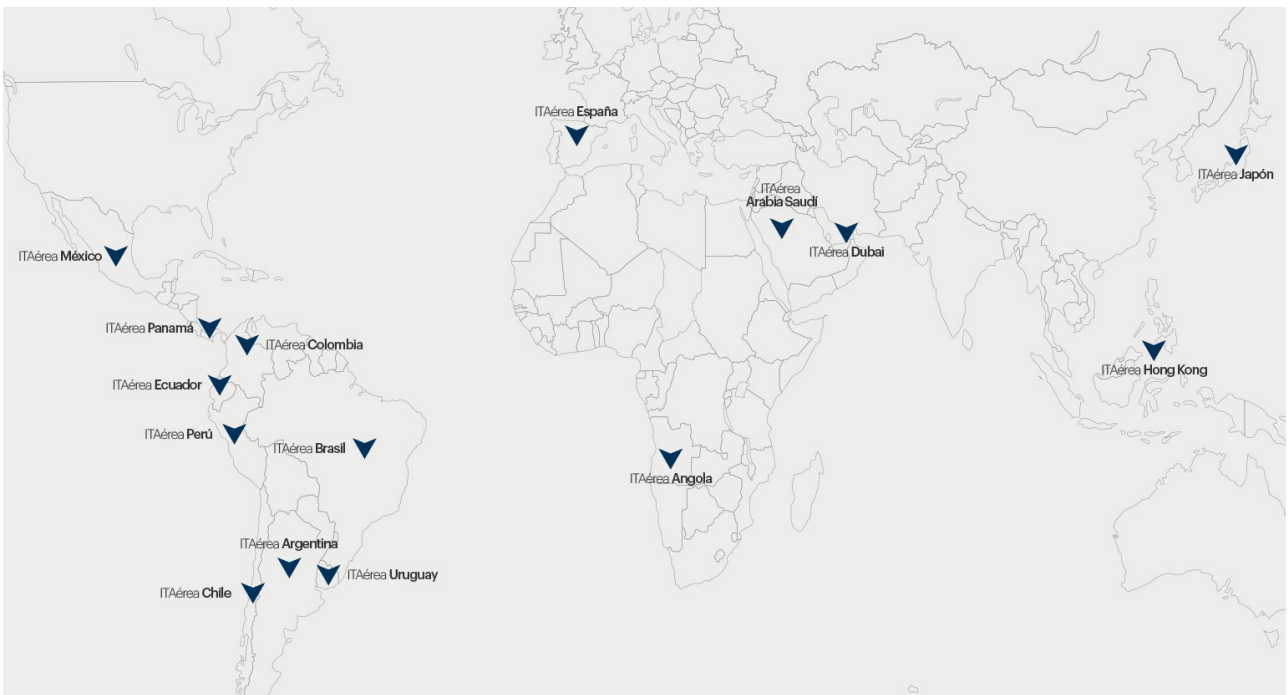 ITAérea España
ITAérea Japón
ITAérea
Arabia Saudí
ITAérea Dubai
ITAérea México
ITAérea Panamá
ITAérea Colombia
ITAérea Hong Kong
ITAérea Ecuador
ITAérea Perú
ITAérea Brasil
ITAérea Angola
ITAérea Argentina
ITAérea Uruguay
ITAérea Chile